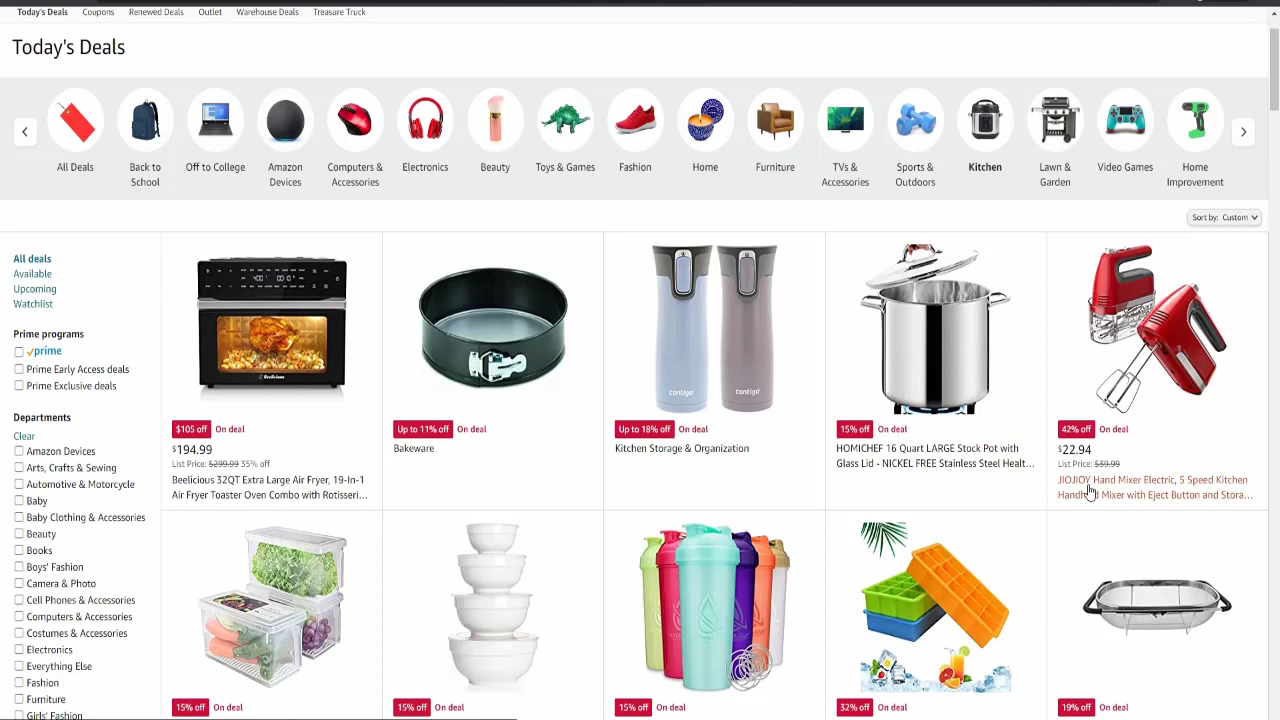 Today's Deals Coupons Renewed Deals Outlet Warehouse Deals Treasure Truck
Today's Deals
All Deals
Back to
School
Off to College
Amazon
Devices
Computers &
Accessories
Electronics
Beauty
Toys & Games
Fashion
Home
Furniture
TVs &
Accessories
Sports &
Outdoors
Kitchen
Lawn &
Garden
Video Games
Home
Improvement
Sort by: Custom
All deals
Available
Upcoming
Watchlist
Prime programs
prime
Prime Early Access deals
Prime Exclusive deals
Departments
Clear
Amazon Devices
Arts, Crafts & Sewing
Automotive & Motorcycle
Baby
Baby Clothing & Accessories
Beauty
Books
Boys' Fashion
Camera & Photo
Cell Phones & Accessories
Computers & Accessories
Costumes & Accessories
Electronics
Everything Else
Fashion
Furniture
Girls' Fashion
Beelicious
$105 off On deal
$194.99
List Price: $299.99 35% off
Beelicious 32QT Extra Large Air Fryer, 19-In-1
Air Fryer Toaster Oven Combo with Rotisseri...
Up to 11% off On deal
Bakeware
contigo
contigo
Up to 18% off On deal
Kitchen Storage & Organization
15% off On deal
HOMICHEF 16 Quart LARGE Stock Pot with
Glass Lid - NICKEL FREE Stainless Steel Healt...
42% off On deal
$22.94
List Price: $39.99
JIOJIOY Hand Mixer Electric, 5 Speed Kitchen
Handheld Mixer with Eject Button and Stora...
15% off On deal
15% off On deal
15% off On deal
32% off On deal
19% off On deal